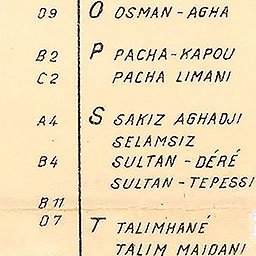 D9 O OSMAN-AGHA
B2 P PACHA-KAPOU
C2 PACHA LIMANI
A4 S SAKIZ AGHADJI
SELAMSIZ
B4 SULTAN-DÉRÉ
SULTAN-TEPESSI
B11
D7 T TALIMHANÉ
TALIM MAIDANI